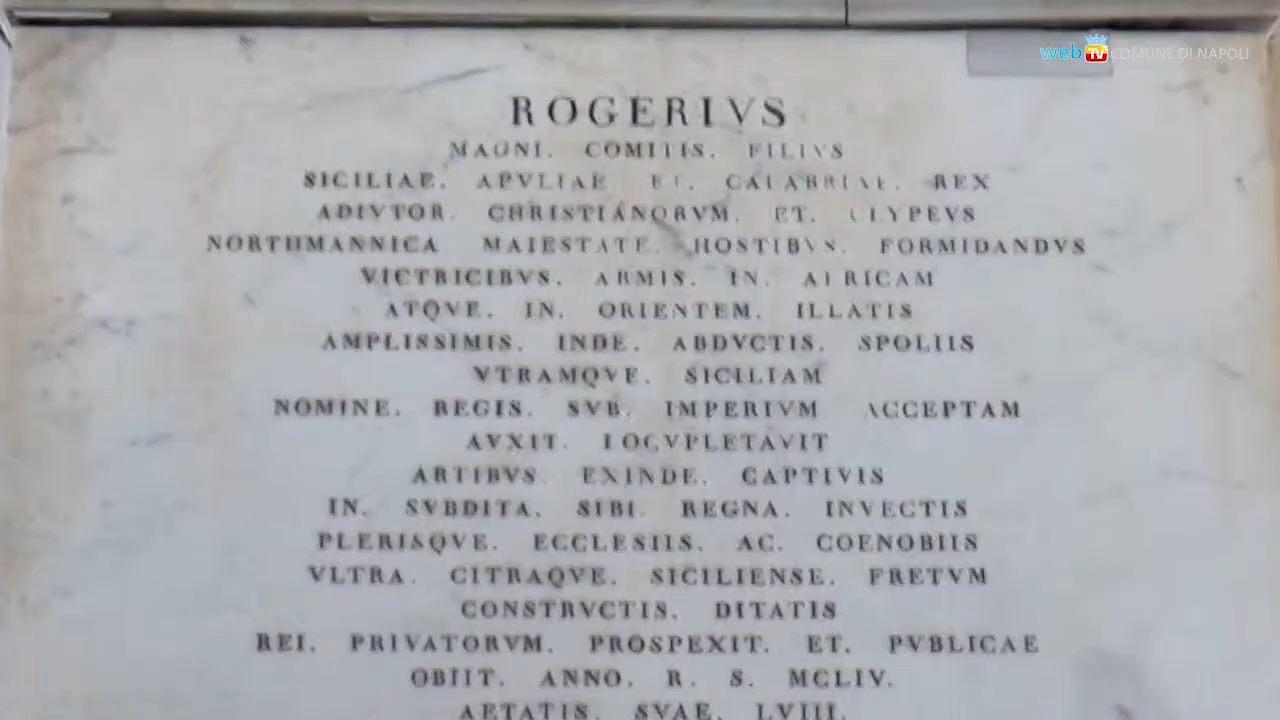 web TV COMUNE DI NAPOLI
ROGERIVS
MAGNI. COMITIS. FILIVS
SICILIAE. APVLIAE ET. CALABRIAE. REX
ADIVTOR. CHRISTIANORVM. ET. CLYPEVS
NORTHMANNICA MAIESTATE. HOSTIBVS. FORMIDANDVS
VICTRICIBVS. ARMIS. IN. AFRICAM
ATQVE. IN. ORIENTEM. ILLATIS
AMPLISSIMIS. INDE. ABDVCTIS. SPOLIIS
VTRAMQVE. SICILIAM
NOMINE. REGIS. SVB. IMPERIVM ACCEPTAM
AVXIT. LOCVPLETAVIT
ARTIBVS. EXINDE. CAPTIVIS
IN. SVBDITA. SIBI. REGNA. INVECTIS
PLERISQVE. ECCLESIIS. AC. COENOBIIS
VLTRA. CITRAQVE. SICILIENSE. FRETVM
CONSTRVCTIS. DITATIS
REI. PRIVATORVM. PROSPEXIT. ET. PVBLICAE
OBIIT. ANNO. R. S. MCLIV.
AETATIS. SVAE. LVIII.